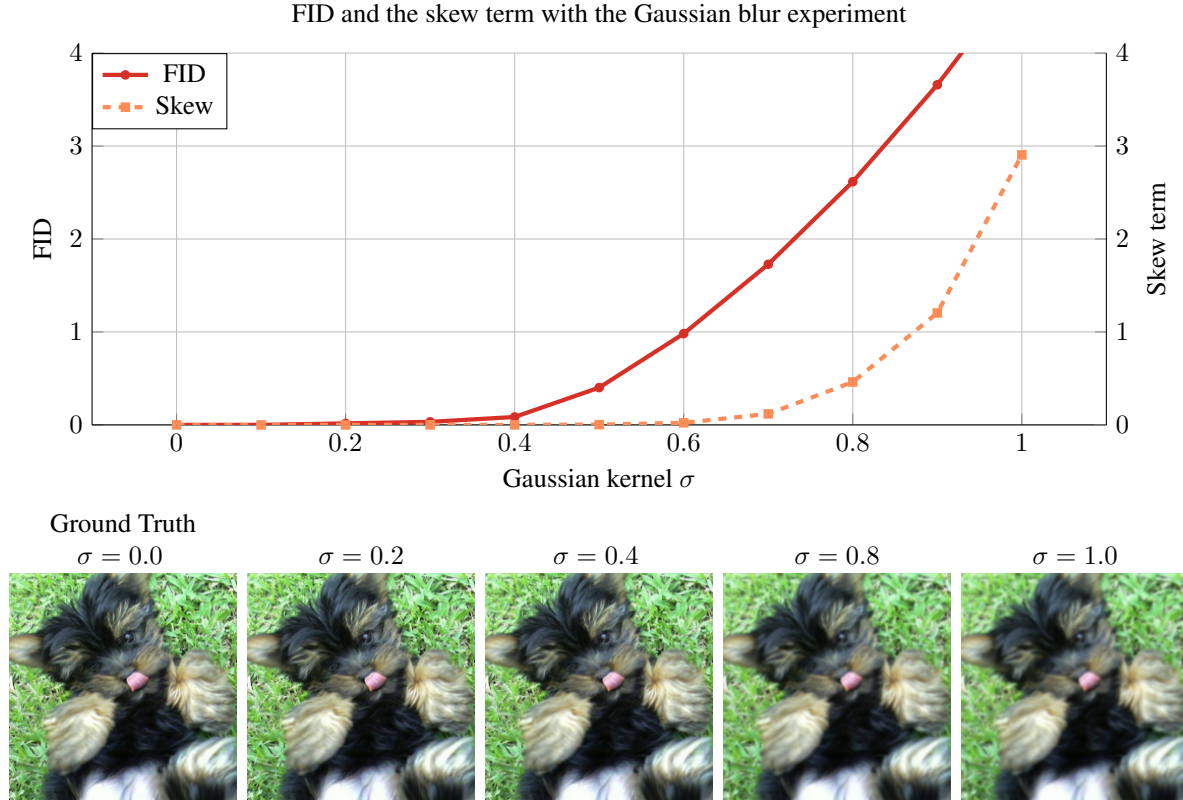 FID and the skew term with the Gaussian blur experiment
4 4
FID
Skew
3 3
2 2
FID
Skew term
1 1
0 0
0 0.2 0.4 0.6 0.8 1
Gaussian kernel σ
Ground Truth
σ = 0.0 σ = 0.2 σ = 0.4 σ = 0.8 σ = 1.0